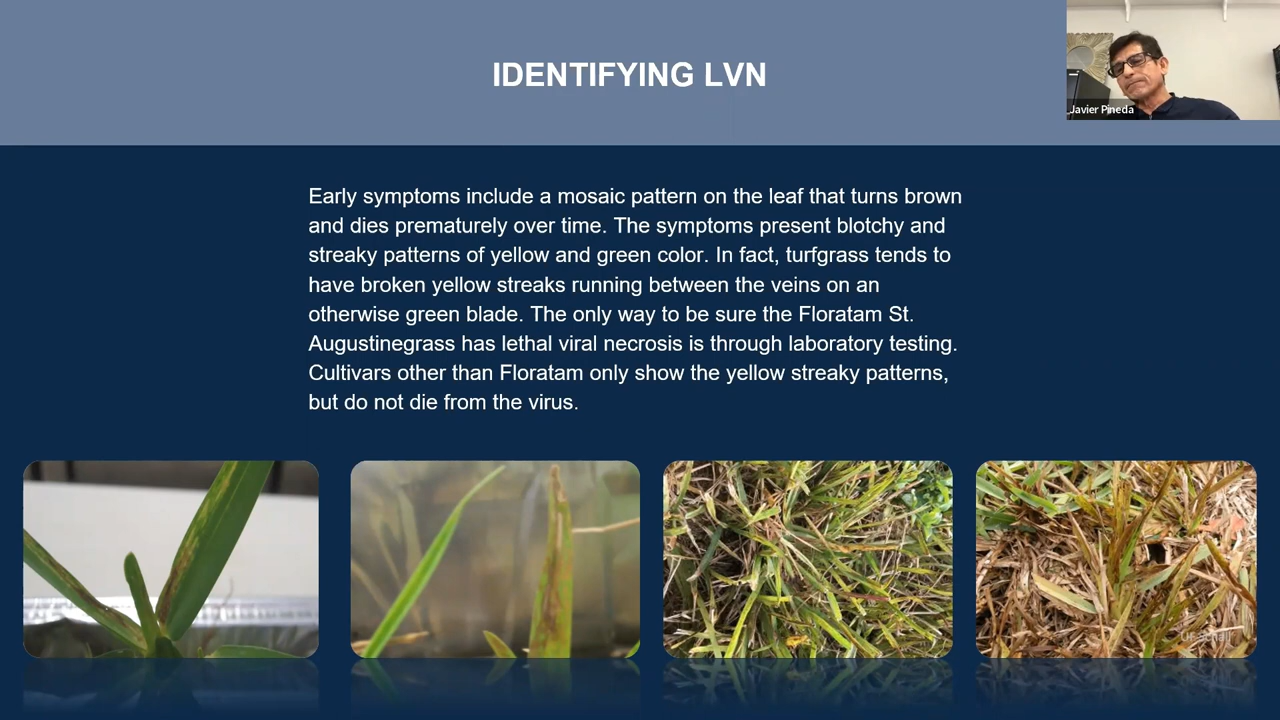 IDENTIFYING LVN
Javier Pineda
Early symptoms include a mosaic pattern on the leaf that turns brown
and dies prematurely over time. The symptoms present blotchy and
streaky patterns of yellow and green color. In fact, turfgrass tends to
have broken yellow streaks running between the veins on an
otherwise green blade. The only way to be sure the Floratam St.
Augustinegrass has lethal viral necrosis is through laboratory testing.
Cultivars other than Floratam only show the yellow streaky patterns,
but do not die from the virus.